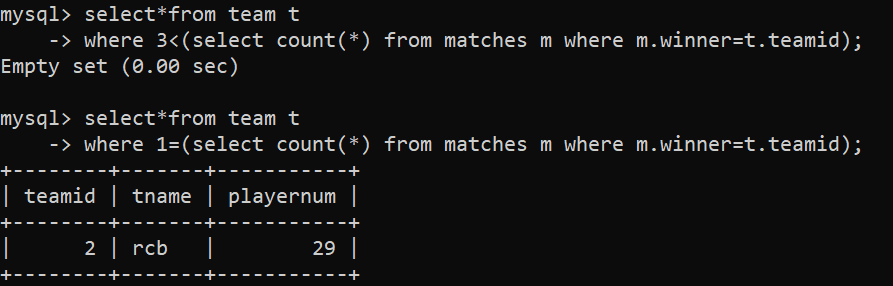 mysql> select*from team t
    -> where 3<(select count(*) from matches m where m.winner=t.teamid);
Empty set (0.00 sec)
mysql> select*from team t
    -> where 1=(select count(*) from matches m where m.winner=t.teamid);
+--------+-------+-----------+
| teamid | tname | playernum |
+--------+-------+-----------+
|      2 | rcb   |        29 |
+--------+-------+-----------+